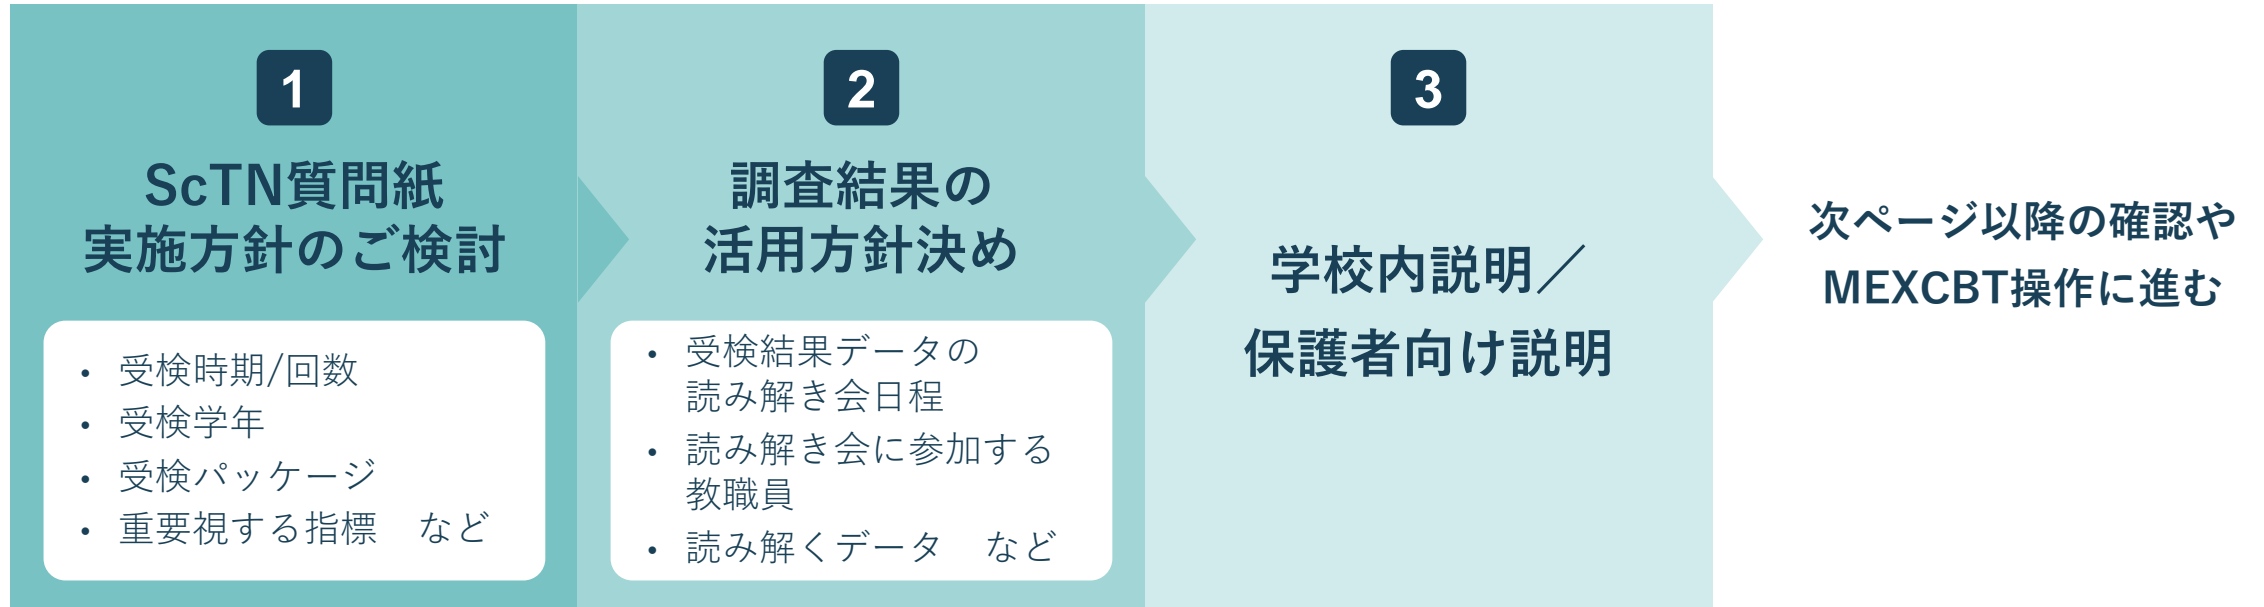 1
ScTN質問紙
実施方針のご検討
• 受検時期/回数
• 受検学年
• 受検パッケージ
• 重要視する指標　など
2
調査結果の
活用方針決め
• 受検結果データの
読み解き会日程
• 読み解き会に参加する
教職員
• 読み解くデータ　など
3
学校内説明／
保護者向け説明
次ページ以降の確認や
MEXCBT操作に進む